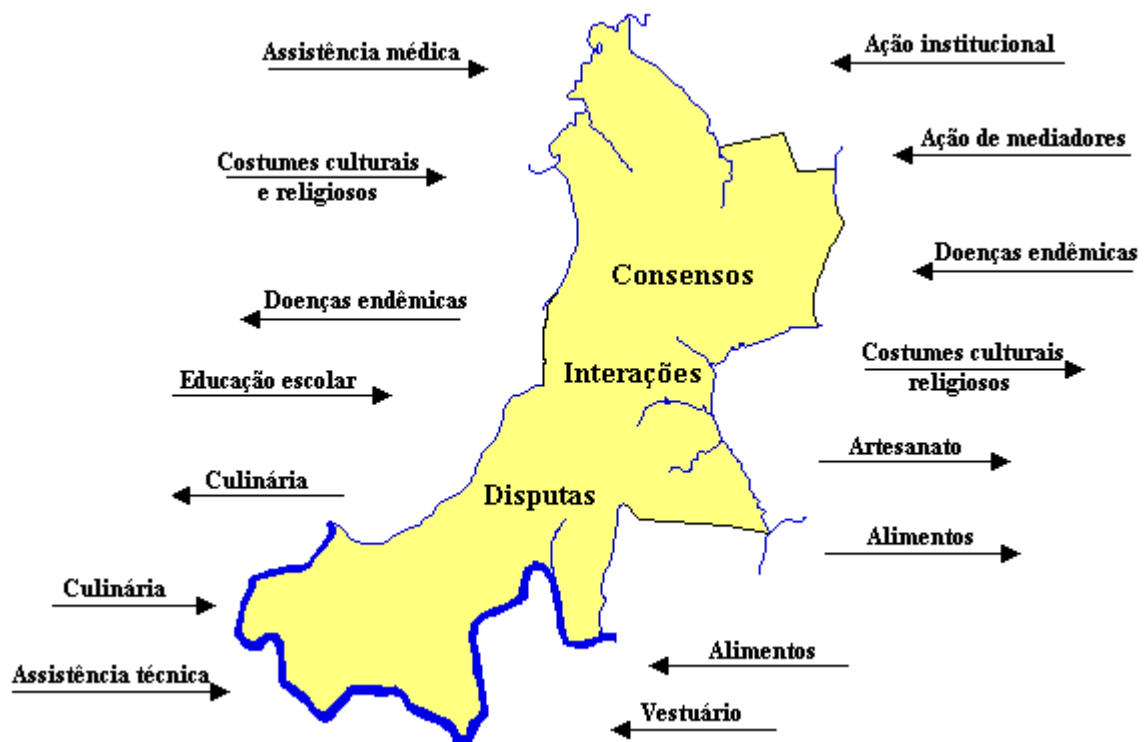 Assistência médica
Ação institucional
Ação de mediadores
Costumes culturais
e religiosos
Doenças endêmicas
Consensos
Doenças endêmicas
Costumes culturais
religiosos
Interações
Educação escolar
Artesanato
Culinária
Disputas
Alimentos
Culinária
Alimentos
Assistência técnica
Vestuário